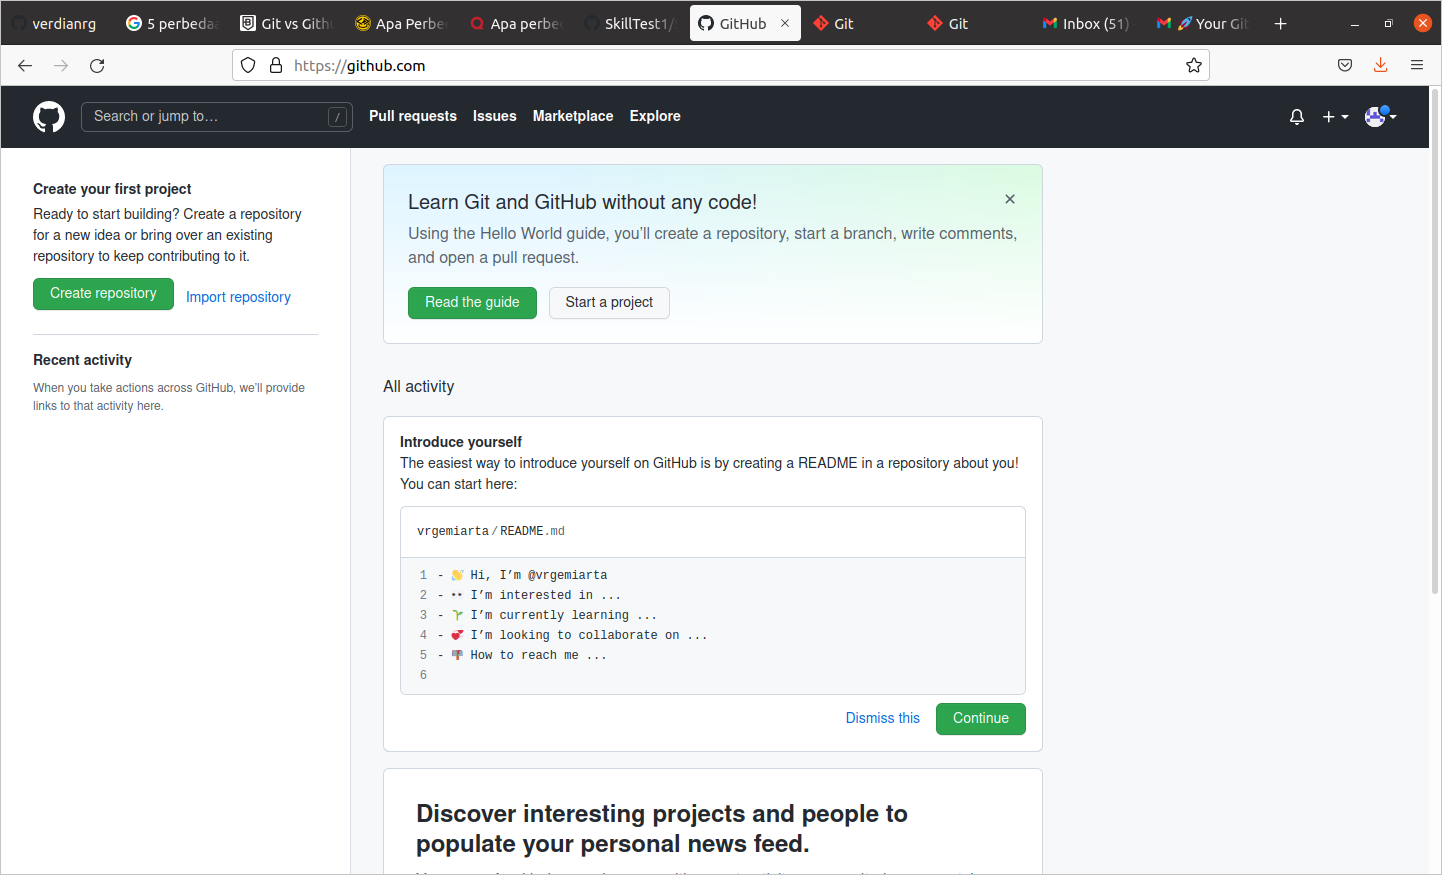 verdianrg
5 perbedaa
Git vs Gith
Apa Perbe
Apa perbe
SkillTest1/
GitHub
Git
Git
Inbox (51)
Your Git
https://github.com
Search or jump to…
/
Pull requests
Issues
Marketplace
Explore
Create your first project
Ready to start building? Create a repository
for a new idea or bring over an existing
repository to keep contributing to it.
Create repository
Import repository
Recent activity
When you take actions across GitHub, we’ll provide
links to that activity here.
Learn Git and GitHub without any code!
Using the Hello World guide, you’ll create a repository, start a branch, write comments,
and open a pull request.
Read the guide
Start a project
All activity
Introduce yourself
The easiest way to introduce yourself on GitHub is by creating a README in a repository about you!
You can start here:
vrgemiarta/README.md
1 - 👋 Hi, I’m @vrgemiarta
2 - 👀 I’m interested in ...
3 - 🌱 I’m currently learning ...
4 - 💞️ I’m looking to collaborate on ...
5 - 📫 How to reach me ...
6
Dismiss this
Continue
Discover interesting projects and people to
populate your personal news feed.